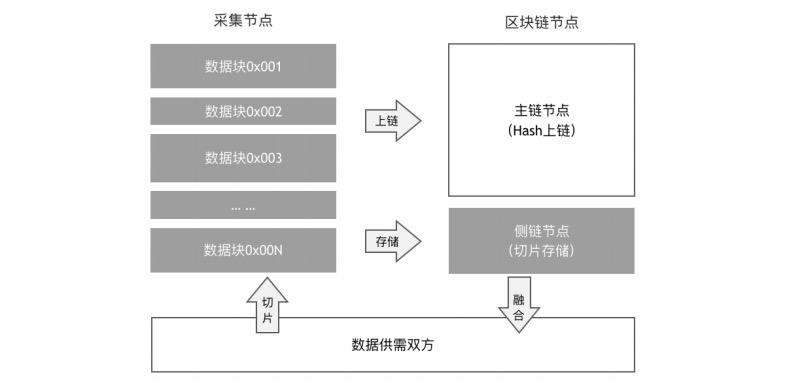 采集节点
区块链节点
数据块0x001
数据块0x002
数据块0x003
... ...
数据块0x00N
上链
存储
主链节点
（Hash上链）
侧链节点
（切片存储）
切
片
融
合
数据供需双方